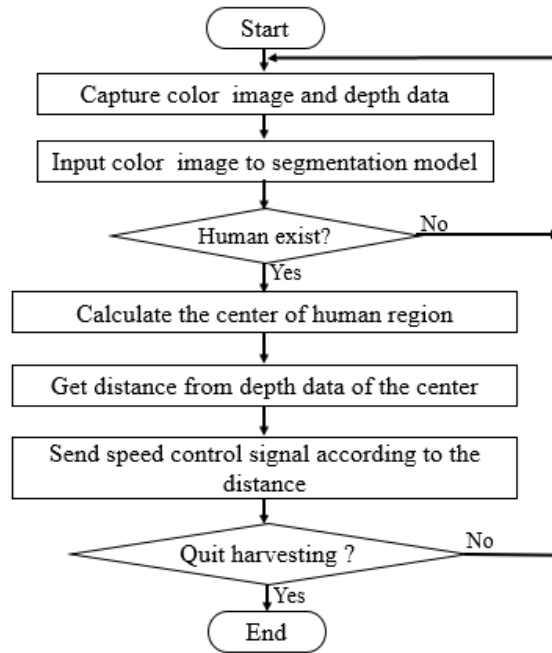 Start
Capture color image and depth data
Input color image to segmentation model
Human exist?
No
Yes
Calculate the center of human region
Get distance from depth data of the center
Send speed control signal according to the
distance
Quit harvesting ?
No
Yes
End